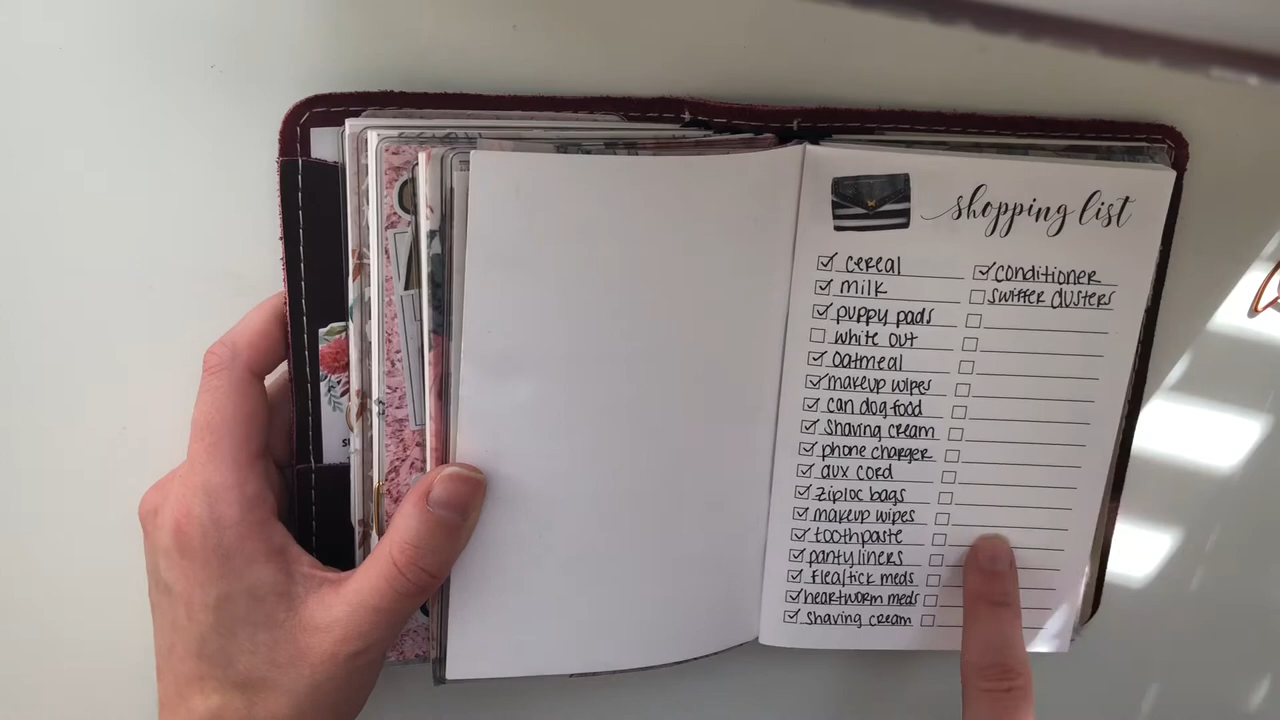 shopping list
cereal
milk
puppy pads
white out
oatmeal
makeup wipes
can dog food
shaving cream
phone charger
aux cord
ziploc bags
makeup wipes
toothpaste
panty liners
flea/tick meds
heartworm meds
shaving cream
conditioner
swiffer dusters